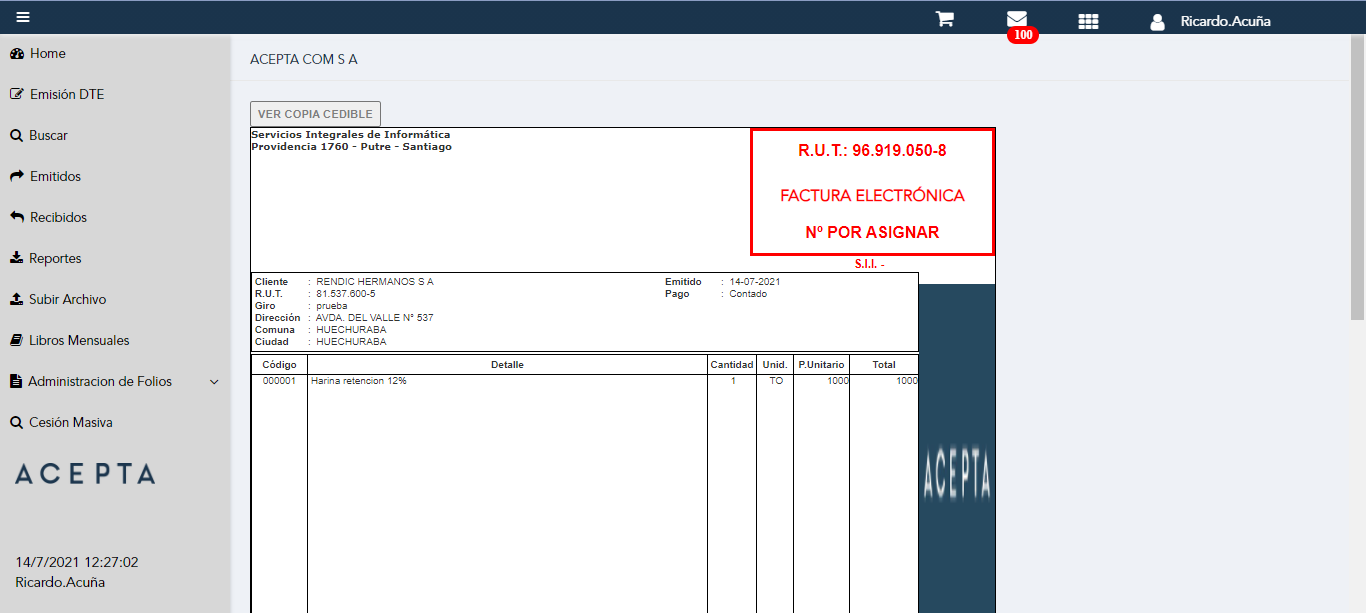 Ricardo.Acuña
100
Home
Emisión DTE
Buscar
Emitidos
Recibidos
Reportes
Subir Archivo
Libros Mensuales
Administracion de Folios
Cesión Masiva
ACEPTA
14/7/2021 12:27:02
Ricardo.Acuña
ACEPTA COM S A
VER COPIA CEDIBLE
Servicios Integrales de Informática
Providencia 1760 - Putre - Santiago
R.U.T.: 96.919.050-8
FACTURA ELECTRÓNICA
Nº POR ASIGNAR
S.I.I. -
Cliente : RENDIC HERMANOS S A Emitido : 14-07-2021
R.U.T. : 81.537.600-5 Pago : Contado
Giro : prueba
Dirección : AVDA. DEL VALLE N° 537
Comuna : HUECHURABA
Ciudad : HUECHURABA
Código Detalle Cantidad Unid. P.Unitario Total
000001 Harina retencion 12% 1 TO 1000 1000
ACEPTA